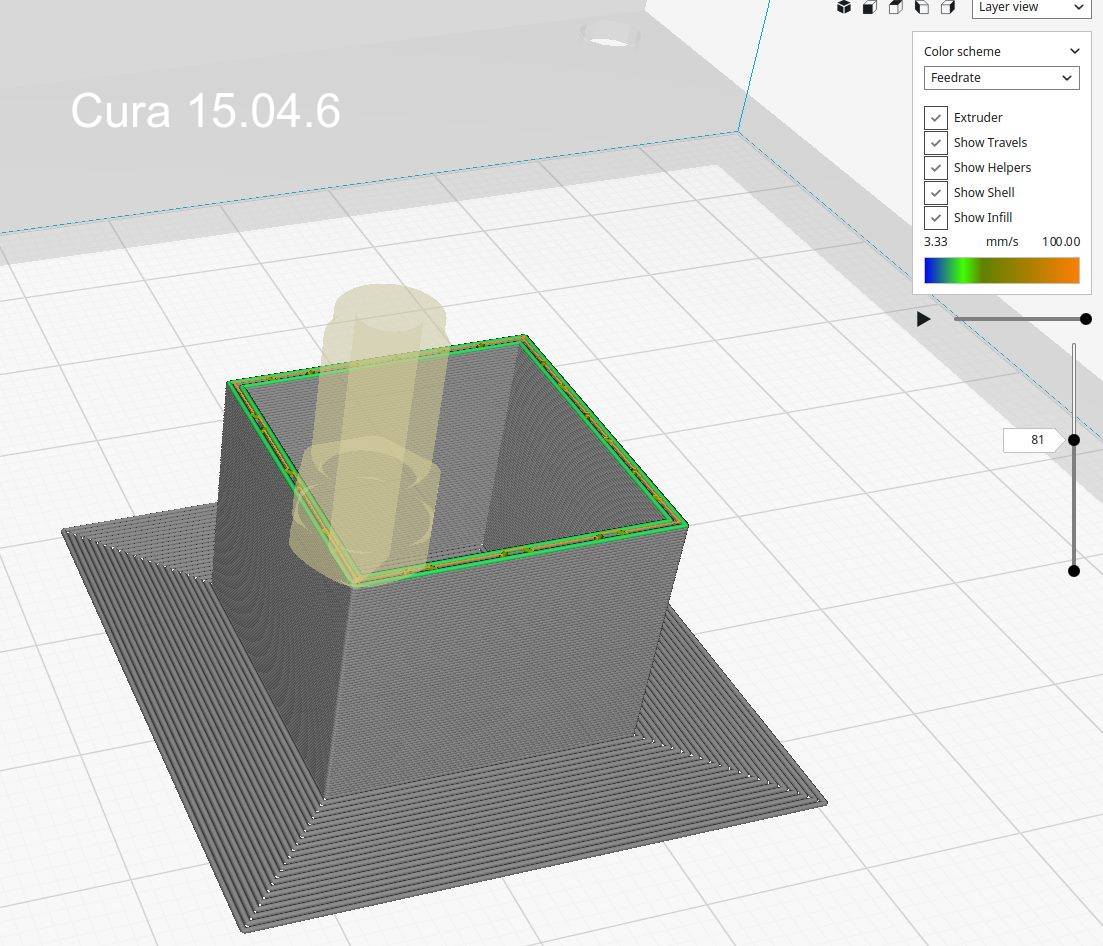 Layer view
Color scheme
Feedrate
Cura 15.04.6
Extruder
Show Travels
Show Helpers
Show Shell
Show Infill
3.33 mm/s 100.00
81